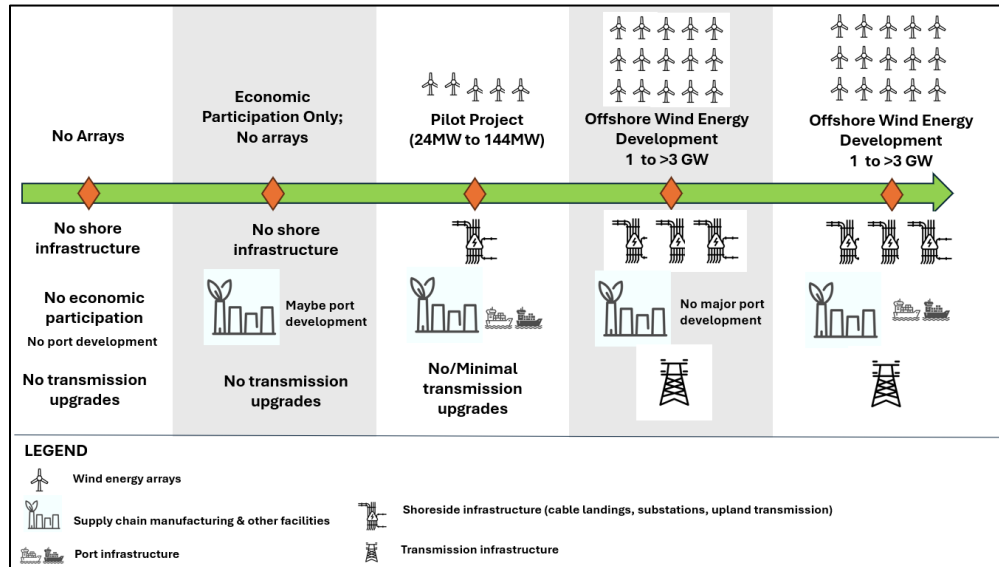 No Arrays
Economic
Participation Only;
No arrays
Pilot Project
(24MW to 144MW)
Offshore Wind Energy
Development
1 to >3 GW
Offshore Wind Energy
Development
1 to >3 GW
No shore
infrastructure
No shore
infrastructure
No economic
participation
No port development
Maybe port
development
No major port
development
No transmission
upgrades
No transmission
upgrades
No/Minimal
transmission
upgrades
LEGEND
Wind energy arrays
Supply chain manufacturing & other facilities
Port infrastructure
Shoreside infrastructure (cable landings, substations, upland transmission)
Transmission infrastructure